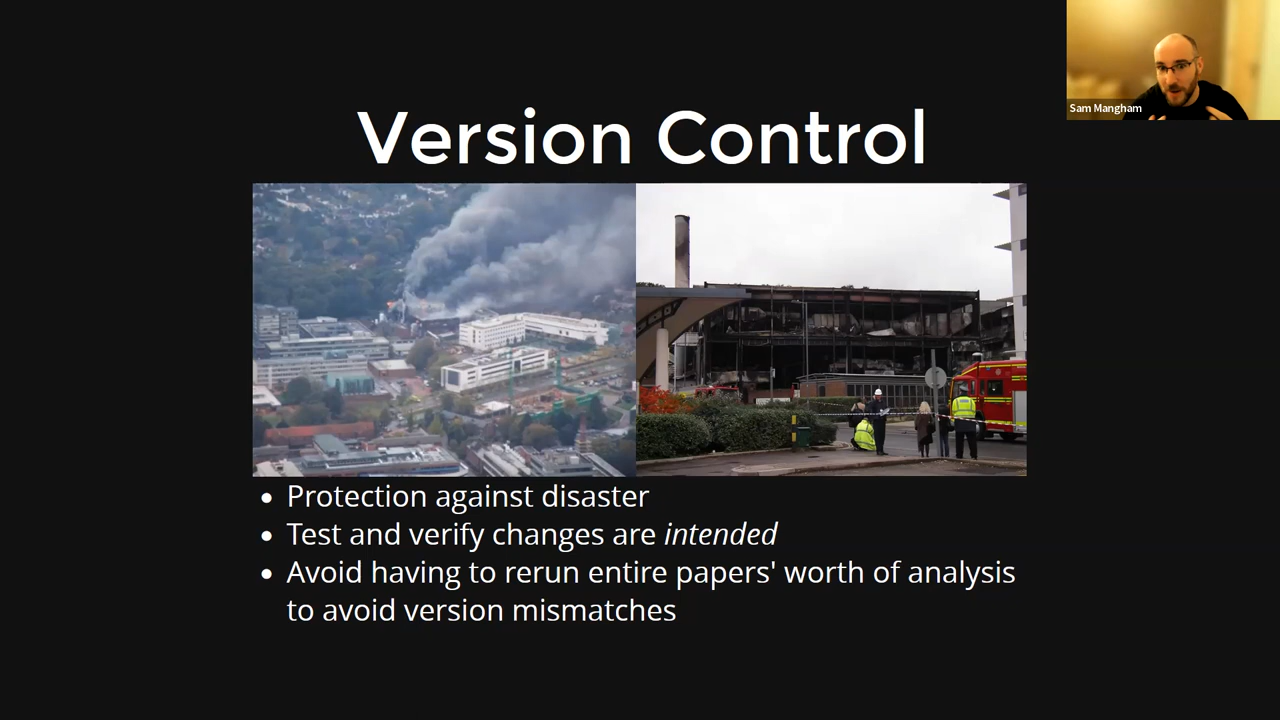 Sam Mangham
Version Control
Protection against disaster
Test and verify changes are intended
Avoid having to rerun entire papers' worth of analysis
to avoid version mismatches